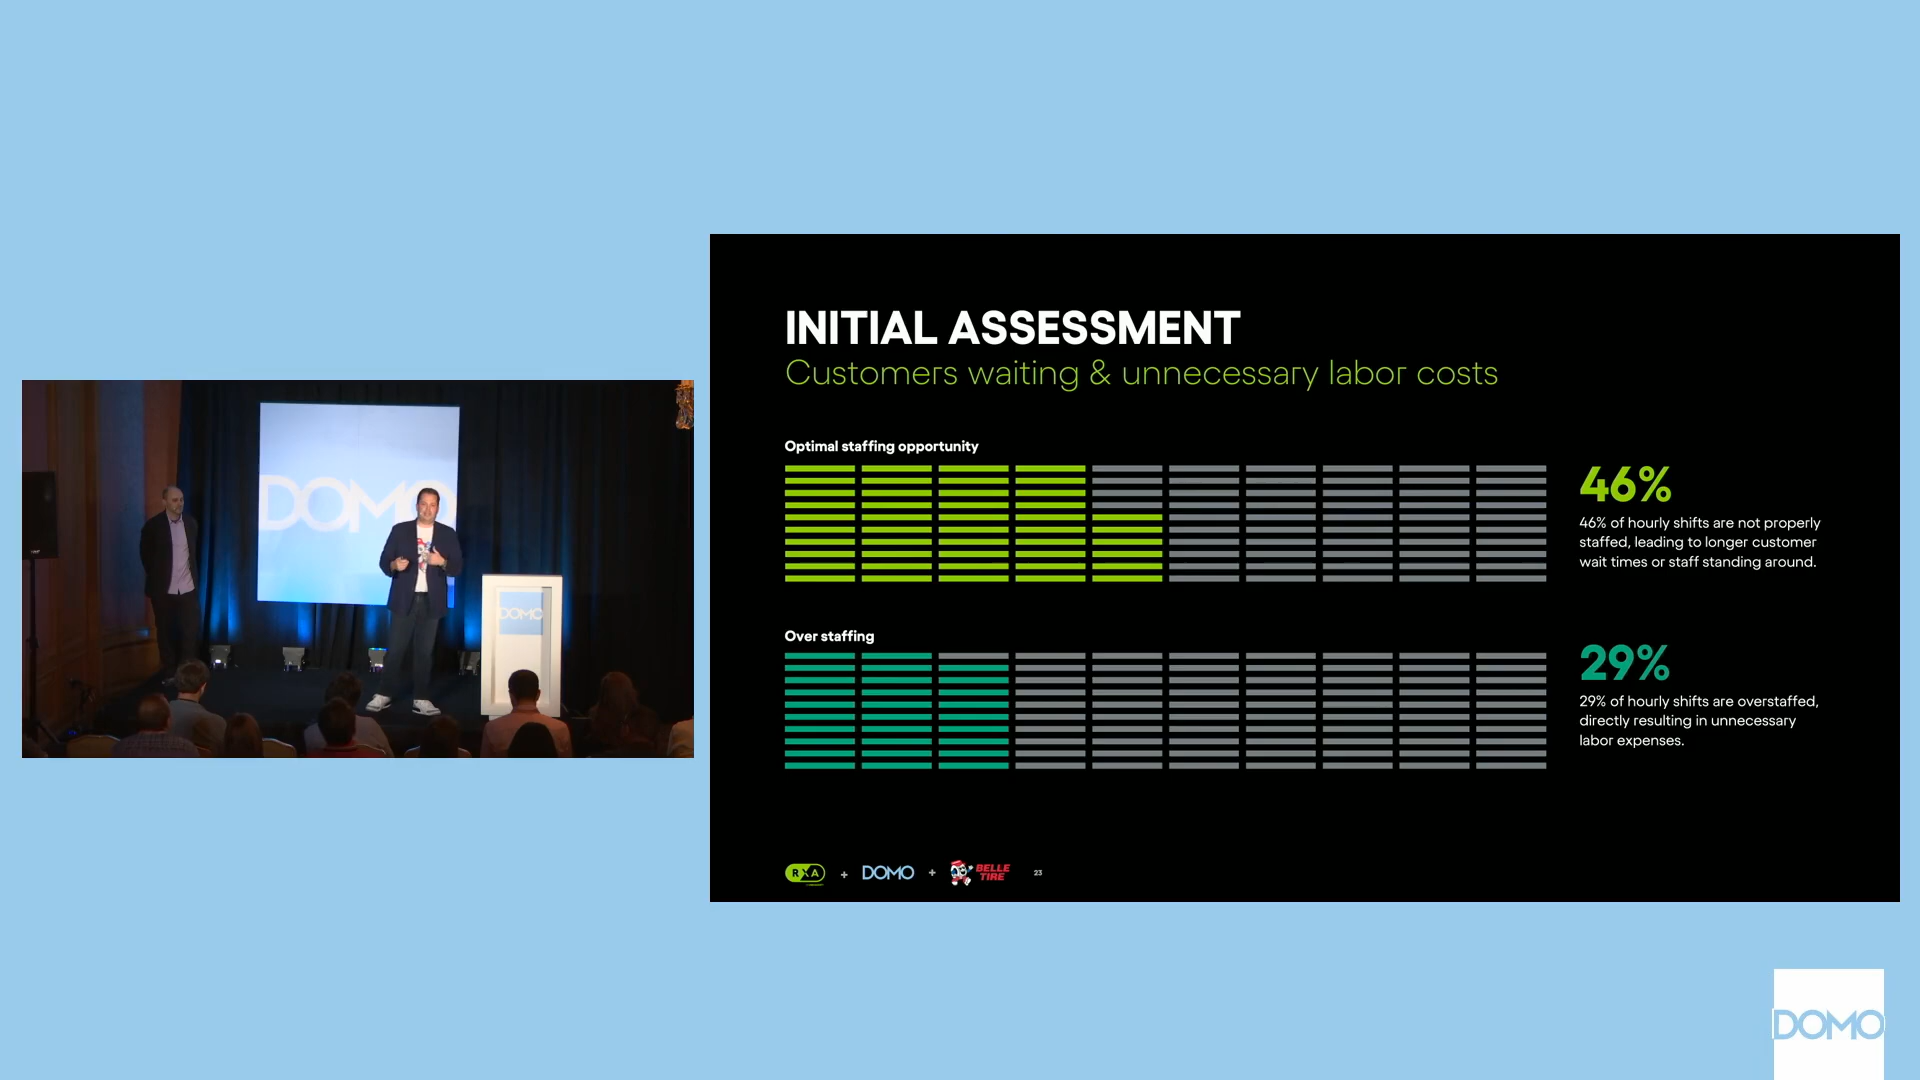 DOMO
DOMO
INITIAL ASSESSMENT
Customers waiting & unnecessary labor costs
Optimal staffing opportunity
46%
46% of hourly shifts are not properly
staffed, leading to longer customer
wait times or staff standing around.
Over staffing
29%
29% of hourly shifts are overstaffed,
directly resulting in unnecessary
labor expenses.
RXA + DOMO + BELLE TIRE 23
DOMO